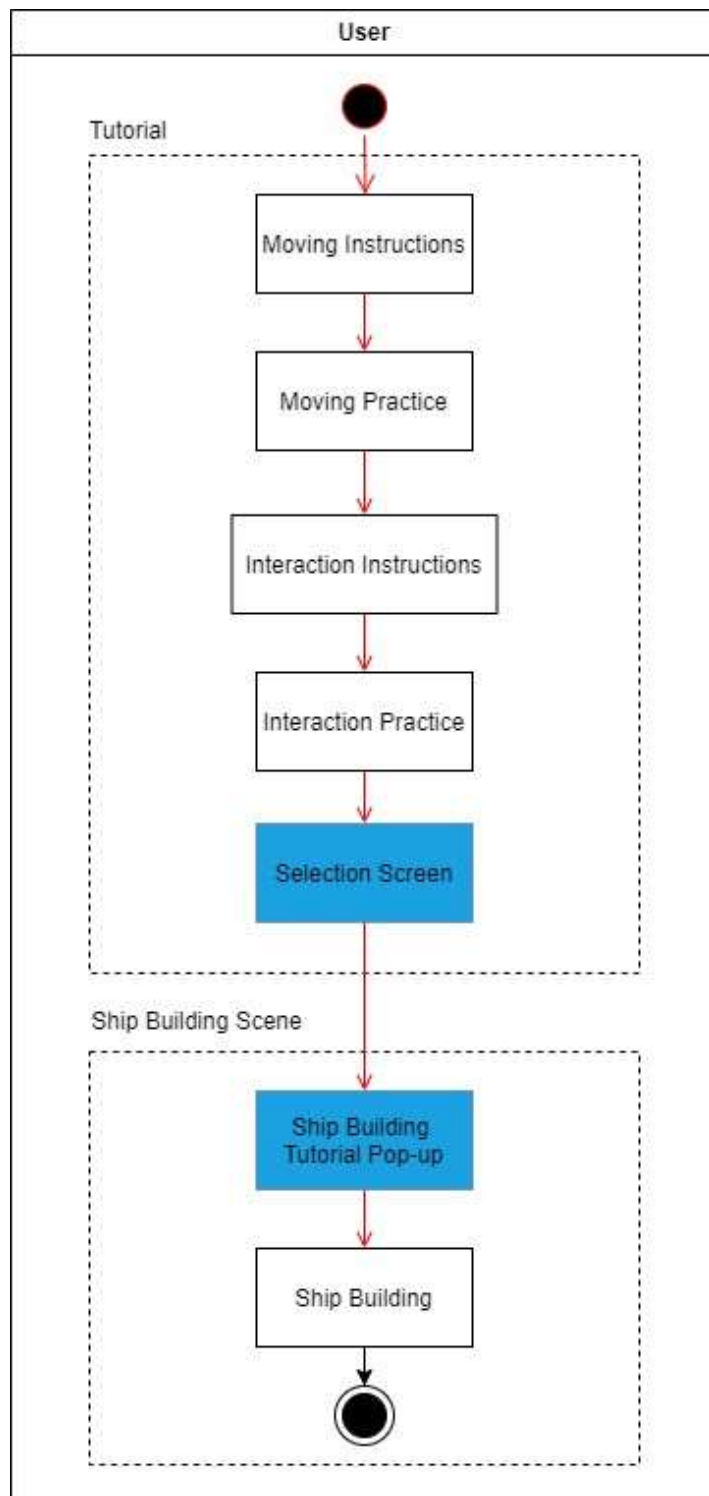 User
Tutorial
Moving Instructions
Moving Practice
Interaction Instructions
Interaction Practice
Selection Screen
Ship Building Scene
Ship Building
Tutorial Pop-up
Ship Building